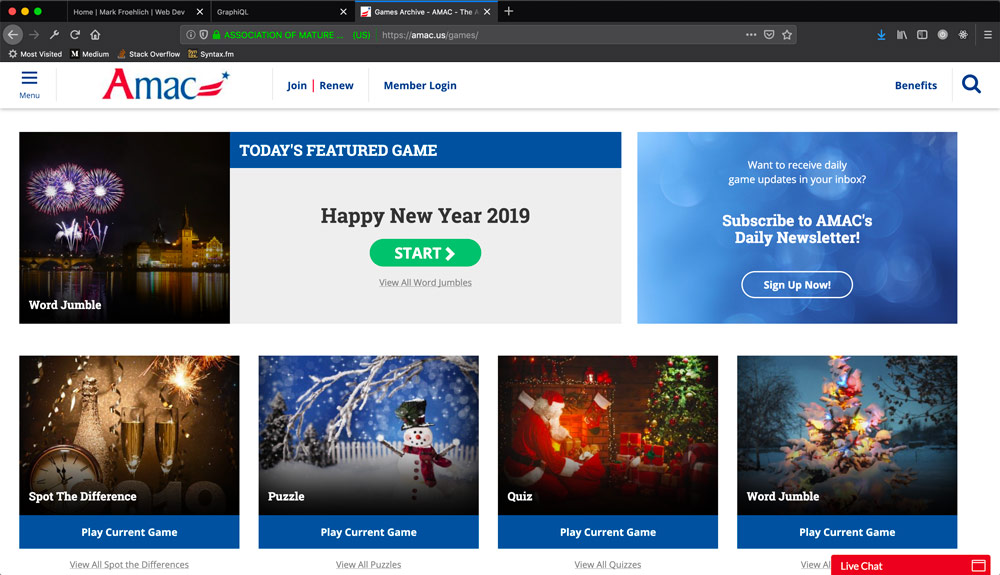 Home | Mark Froehlich | Web Dev
GraphiQL
Games Archive - AMAC - The A
ASSOCIATION OF MATURE ... (US)
https://amac.us/games/
Most Visited
M Medium
Stack Overflow
Syntax.fm
Menu
Amac
Join | Renew
Member Login
Benefits
Word Jumble
TODAY'S FEATURED GAME
Happy New Year 2019
START
View All Word Jumbles
Want to receive daily
game updates in your inbox?
Subscribe to AMAC's
Daily Newsletter!
Sign Up Now!
2019
Spot The Difference
Play Current Game
View All Spot the Differences
Puzzle
Play Current Game
View All Puzzles
Quiz
Play Current Game
View All Quizzes
Word Jumble
Play Current Game
View Al
Live Chat